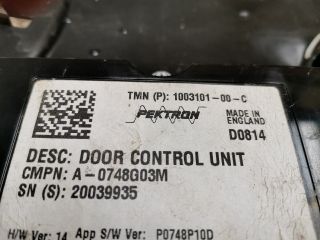 TMN (P): 1003101-00-C
PEKTRON
MADE IN
ENGLAND
D0814
DESC: DOOR CONTROL UNIT
CMPN: A-0748G03M
SN (S): 20039935
H/W Ver: 14 App S/W Ver: P0748P10D